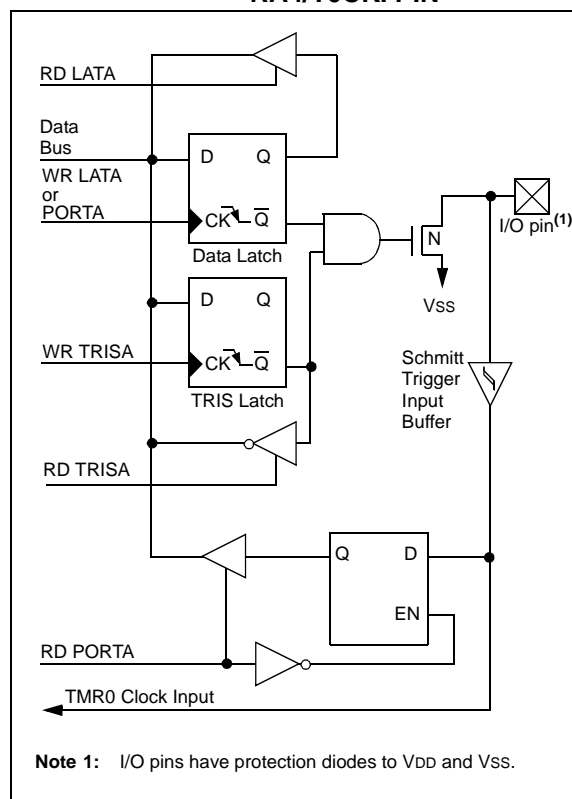 RA4/T0CKI PIN
RD LATA
Data
Bus
WR LATA
or
PORTA
D Q
CK Q
Data Latch
N
I/O pin(1)
VSS
D Q
WR TRISA
CK Q
TRIS Latch
Schmitt
Trigger
Input
Buffer
RD TRISA
Q D
EN
RD PORTA
TMR0 Clock Input
Note 1: I/O pins have protection diodes to VDD and VSS.